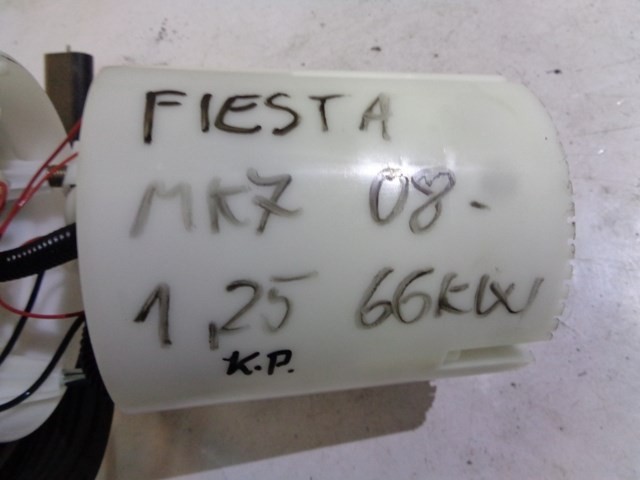 FIESTA
MK7 08-
1,25 66KW
K.P.